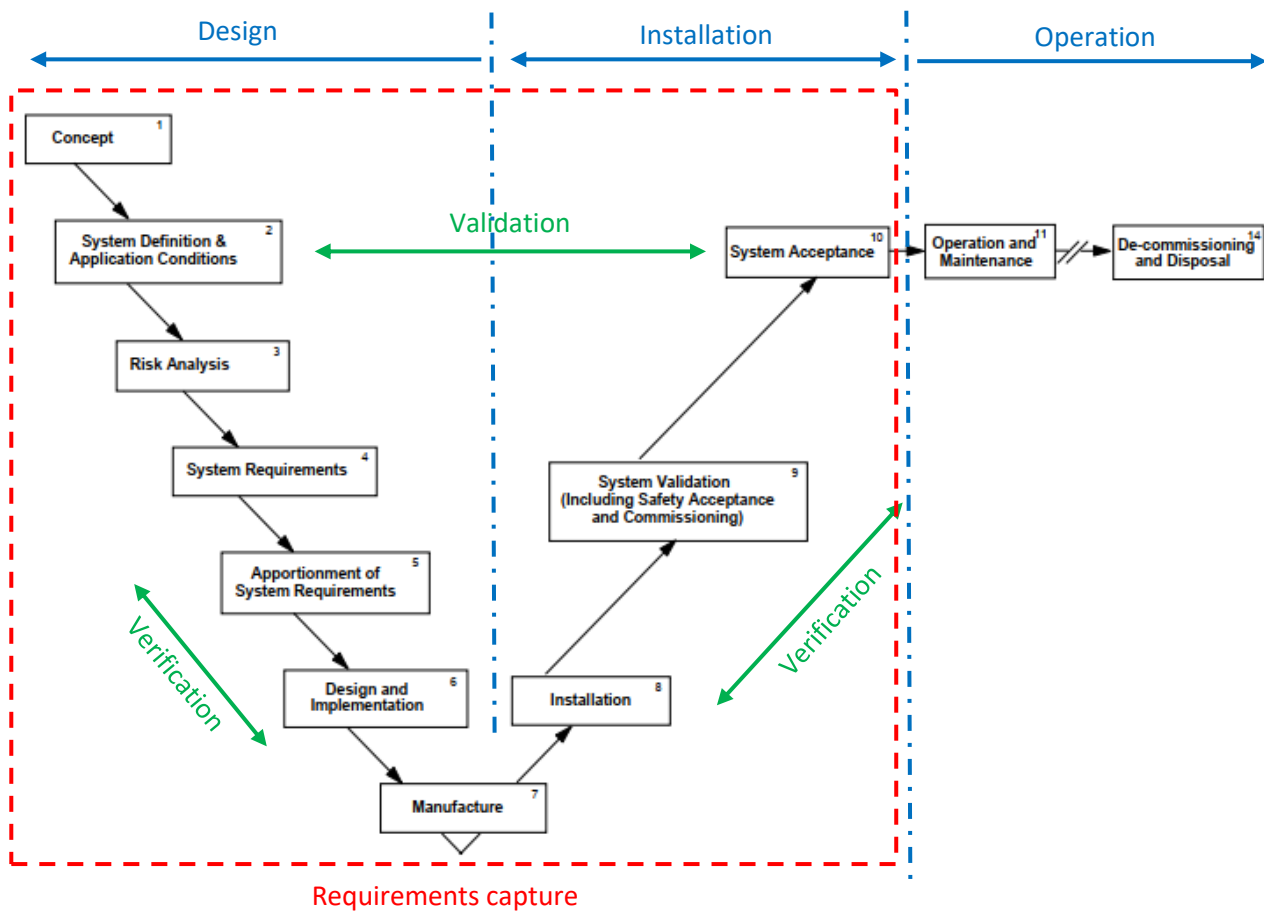 Design
Installation
Operation
Concept
1
System Definition &
Application Conditions
2
Validation
System Acceptance
10
Operation and
Maintenance
11
De-commissioning
and Disposal
14
Risk Analysis
3
System Requirements
4
System Validation
(Including Safety Acceptance
and Commissioning)
9
Apportionment of
System Requirements
5
Verification
Verification
Design and
Implementation
6
Installation
8
Manufacture
7
Requirements capture